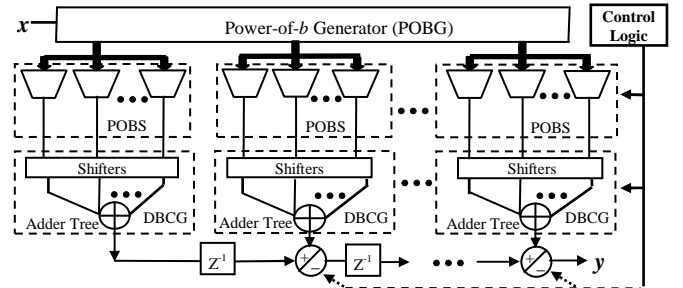 x
Power-of-b Generator (POBG)
Control
Logic
POBS
POBS
POBS
Shifters
Shifters
Shifters
Adder Tree
DBCG
Adder Tree
DBCG
Adder Tree
DBCG
Z-1
+
−
Z-1
+
−
y